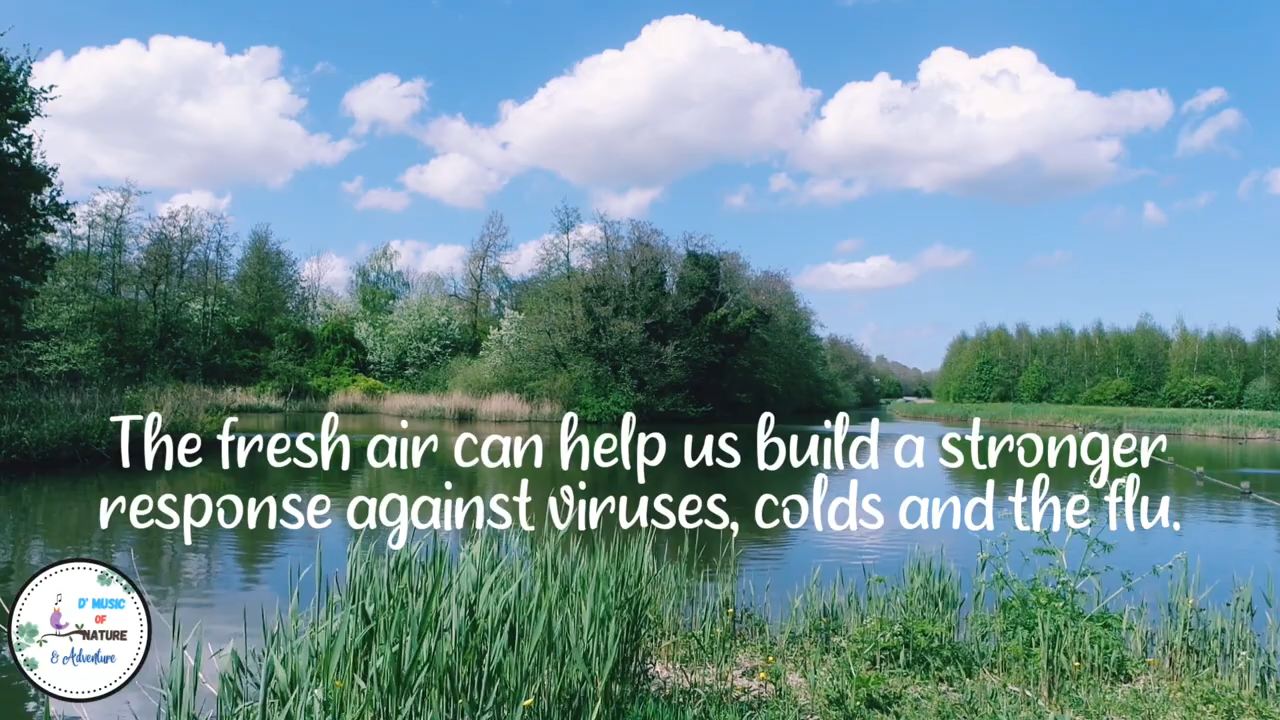 The fresh air can help us build a stronger
response against viruses, colds and the flu.
D' MUSIC
OF
NATURE
& Adventure